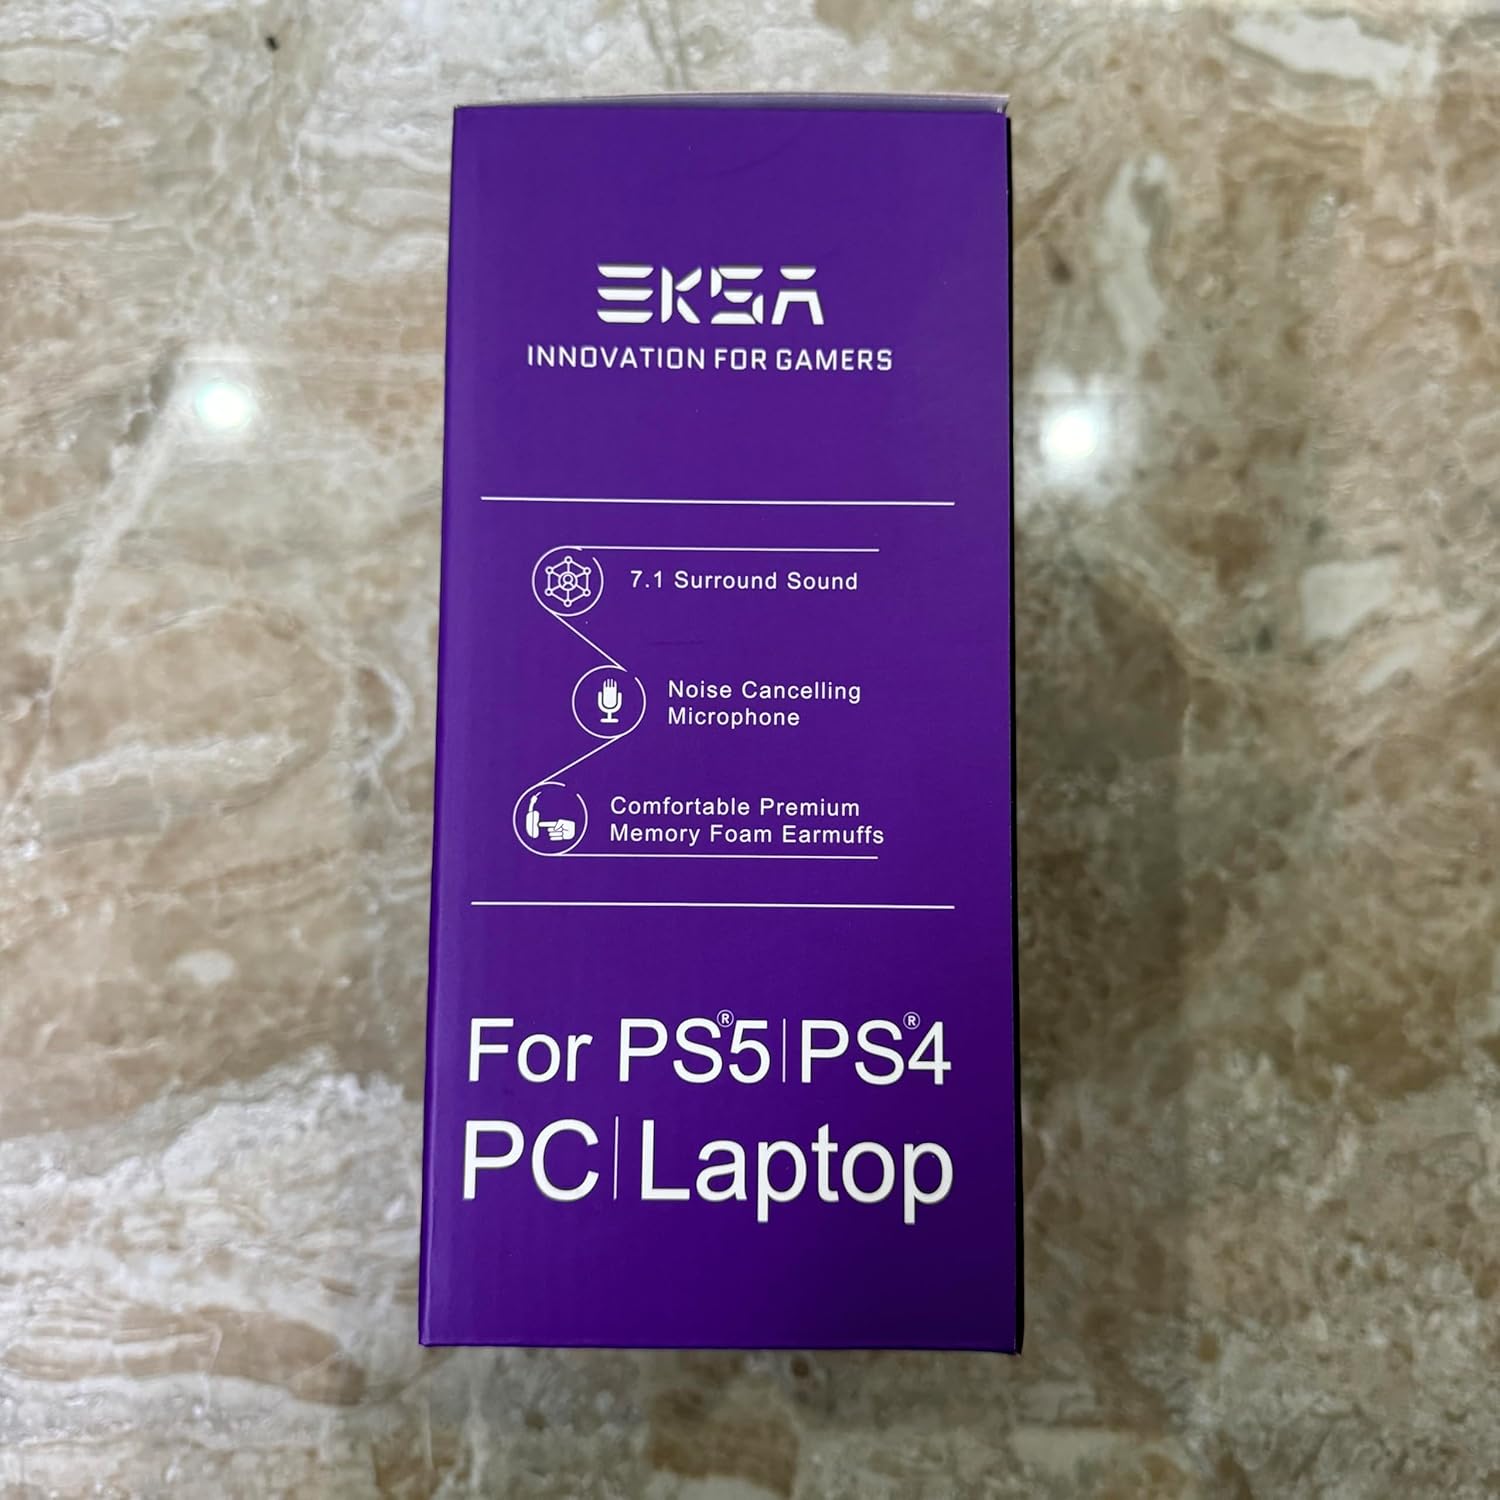 EKSA
INNOVATION FOR GAMERS
7.1 Surround Sound
Noise Cancelling
Microphone
Comfortable Premium
Memory Foam Earmuffs
For PS®5|PS®4
PC|Laptop